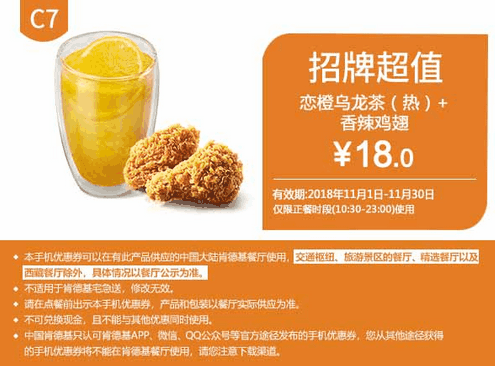 C7
招牌超值
恋橙乌龙茶（热）+
香辣鸡翅
¥18.0
有效期:2018年11月1日-11月30日
仅限正餐时段(10:30-23:00)使用
本手机优惠券可以在有此产品供应的中国大陆肯德基餐厅使用,交通枢纽、旅游景区的餐厅、精选餐厅以及
西藏餐厅除外，具体情况以餐厅公示为准。
不适用于肯德基宅急送，修改无效。
请在点餐前出示本手机优惠券，产品和包装以餐厅实际供应为准。
不可兑换现金，且不能与其他优惠同时使用。
中国肯德基只认可肯德基APP、微信、QQ公众号等官方途径发布的手机优惠券，您从其他途径获得
的手机优惠券将不能在肯德基餐厅使用，请您注意下载渠道。